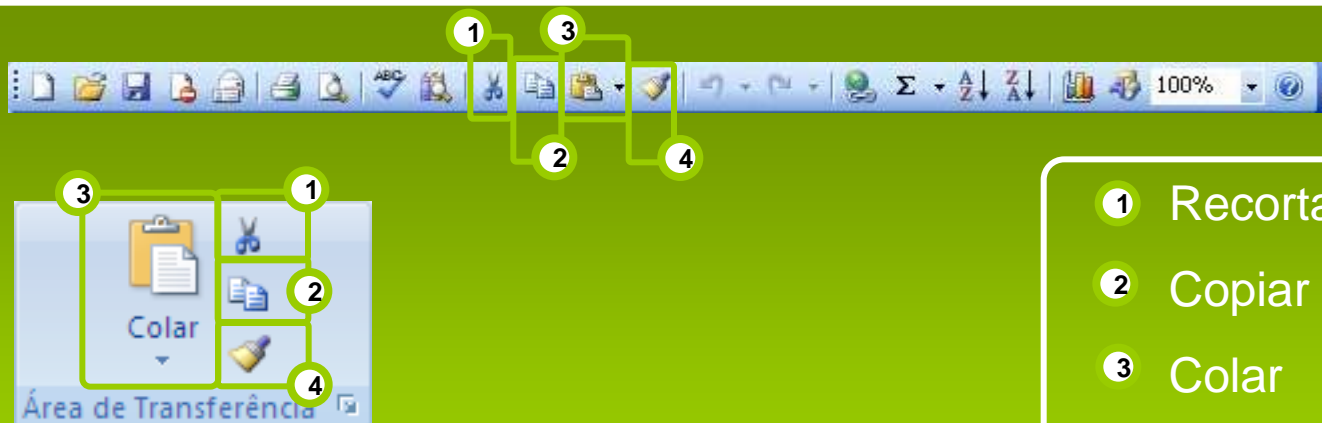 1 3
ABC Σ A Z Z A 100%
2 4
3 1
2
Colar
4
Área de Transferência
1 Recorta
2 Copiar
3 Colar